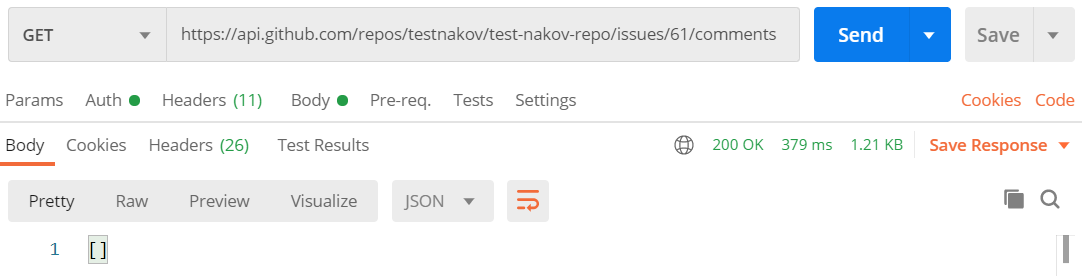 GET https://api.github.com/repos/testnakov/test-nakov-repo/issues/61/comments Send Save
Params Auth Headers (11) Body Pre-req. Tests Settings Cookies Code
Body Cookies Headers (26) Test Results 200 OK 379 ms 1.21 KB Save Response
Pretty Raw Preview Visualize JSON
1 []